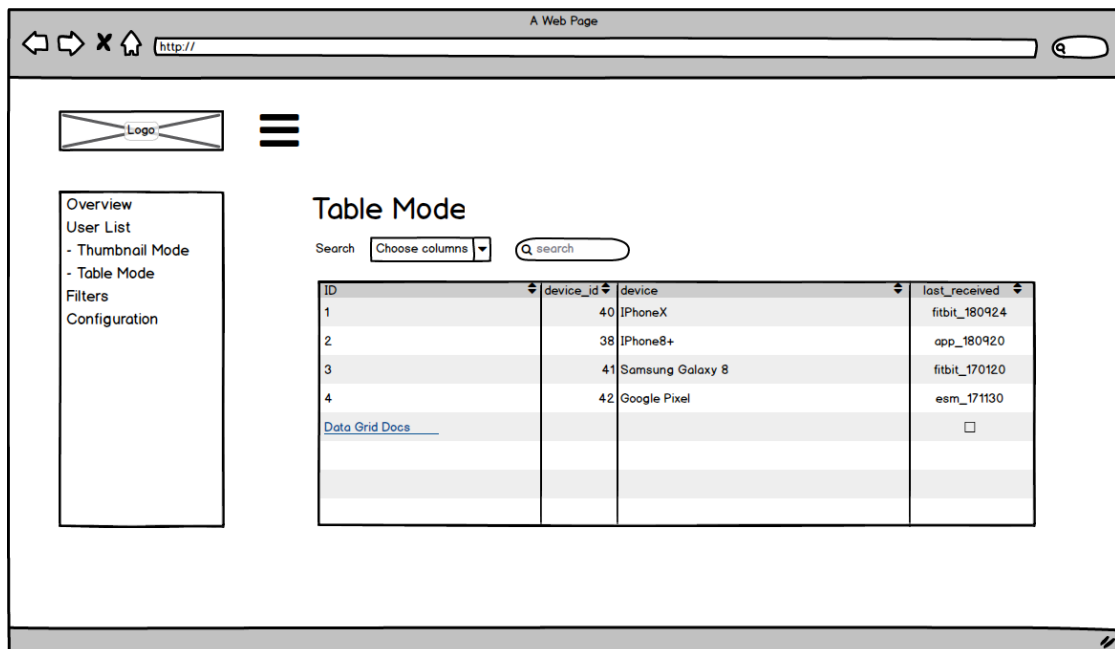 A Web Page
http://
Logo
Overview
User List
- Thumbnail Mode
- Table Mode
Filters
Configuration
Table Mode
Search Choose columns search
ID device_id device last_received
1 40 IPhoneX fitbit_180924
2 38 IPhone8+ app_180920
3 41 Samsung Galaxy 8 fitbit_170120
4 42 Google Pixel esm_171130
Data Grid Docs